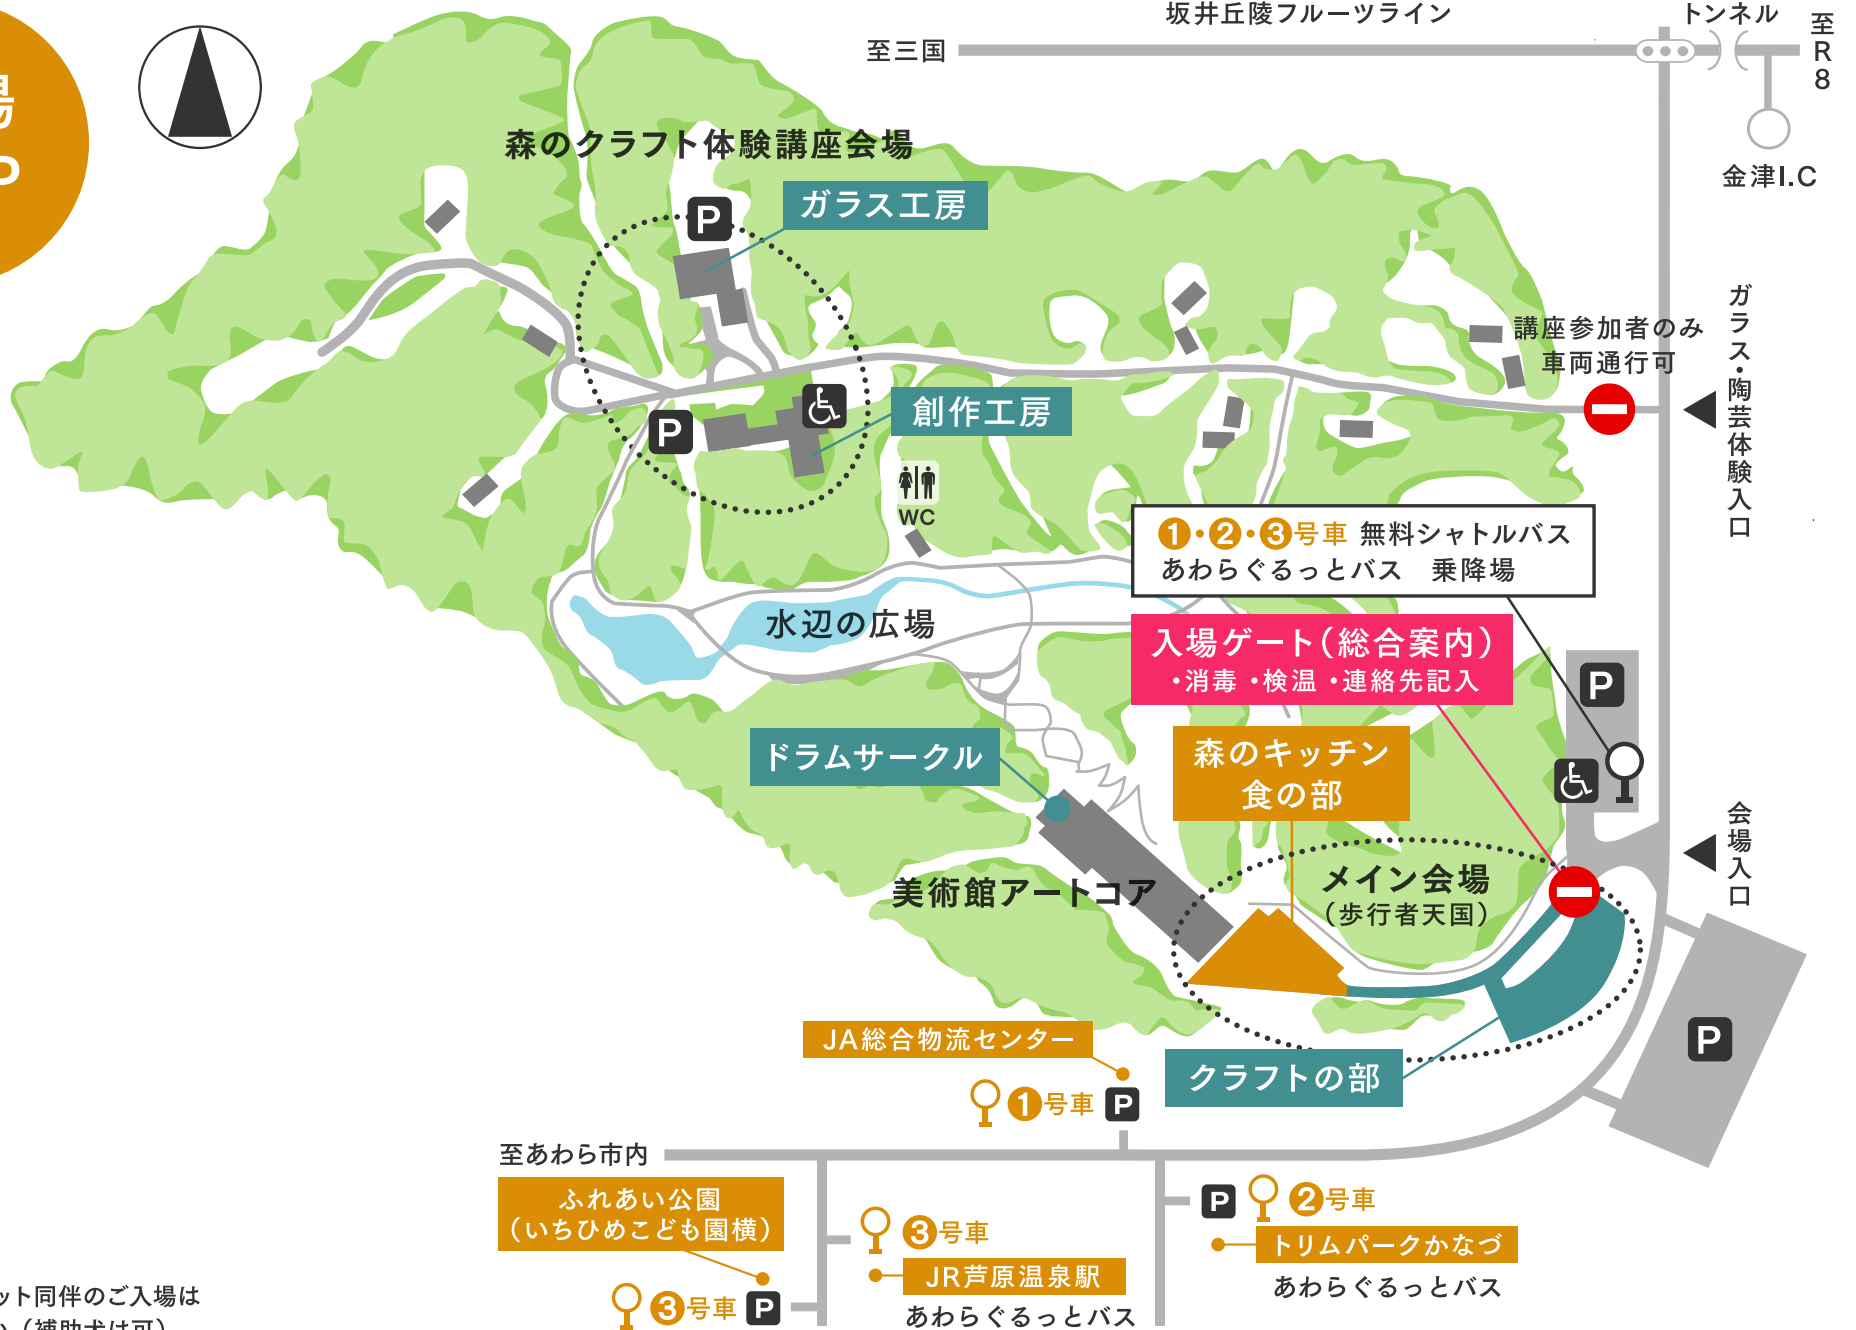 場
P
坂井丘陵フルーツライン
トンネル
至三国
至R8
金津I.C
森のクラフト体験講座会場
P
ガラス工房
講座参加者のみ
車両通行可
ガラス・陶芸体験入口
P
創作工房
WC
1・2・3号車 無料シャトルバス
あわらぐるっとバス 乗降場
水辺の広場
入場ゲート(総合案内)
・消毒 ・検温 ・連絡先記入
P
ドラムサークル
森のキッチン
食の部
会場入口
美術館アートコア
メイン会場
(歩行者天国)
P
JA総合物流センター
クラフトの部
1号車 P
至あわら市内
ふれあい公園
(いちひめこども園横)
3号車
P
2号車
トリムパークかなづ
JR芦原温泉駅
あわらぐるっとバス
3号車 P
あわらぐるっとバス
ット同伴のご入場は
(補助犬は可)